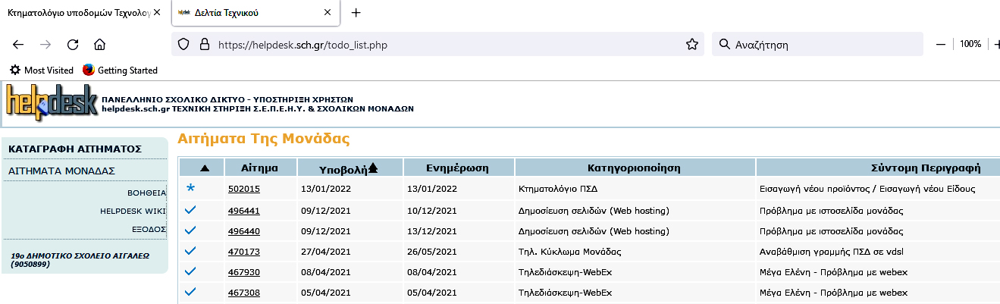 Κτηματολόγιο υποδομών Τεχνολογ
Δελτία Τεχνικού
https://helpdesk.sch.gr/todo_list.php
Αναζήτηση
100%
Most Visited
Getting Started
helpdesk
ΠΑΝΕΛΛΗΝΙΟ ΣΧΟΛΙΚΟ ΔΙΚΤΥΟ - ΥΠΟΣΤΗΡΙΞΗ ΧΡΗΣΤΩΝ
helpdesk.sch.gr ΤΕΧΝΙΚΗ ΣΤΗΡΙΞΗ Σ.Ε.Π.Ε.Η.Υ. & ΣΧΟΛΙΚΩΝ ΜΟΝΑΔΩΝ
ΚΑΤΑΓΡΑΦΗ ΑΙΤΗΜΑΤΟΣ
ΑΙΤΗΜΑΤΑ ΜΟΝΑΔΑΣ
ΒΟΗΘΕΙΑ
HELPDESK WIKI
ΕΞΟΔΟΣ
19ο ΔΗΜΟΤΙΚΟ ΣΧΟΛΕΙΟ ΑΙΓΑΛΕΩ
(9050899)
Αιτήματα Της Μονάδας
Αίτημα Υποβολή Ενημέρωση Κατηγοριοποίηση Σύντομη Περιγραφή
502015 13/01/2022 13/01/2022 Κτηματολόγιο ΠΣΔ Εισαγωγή νέου προϊόντος / Εισαγωγή νέου Είδους
496441 09/12/2021 10/12/2021 Δημοσίευση σελιδών (Web hosting) Πρόβλημα με ιστοσελίδα μονάδας
496440 09/12/2021 13/12/2021 Δημοσίευση σελιδών (Web hosting) Πρόβλημα με ιστοσελίδα μονάδας
470173 27/04/2021 26/05/2021 Τηλ. Κύκλωμα Μονάδας Αναβάθμιση γραμμής ΠΣΔ σε vdsl
467930 08/04/2021 08/04/2021 Τηλεδιάσκεψη-WebEx Μέγα Ελένη - Πρόβλημα με webex
467308 05/04/2021 05/04/2021 Τηλεδιάσκεψη-WebEx Μέγα Ελένη - Πρόβλημα με webex